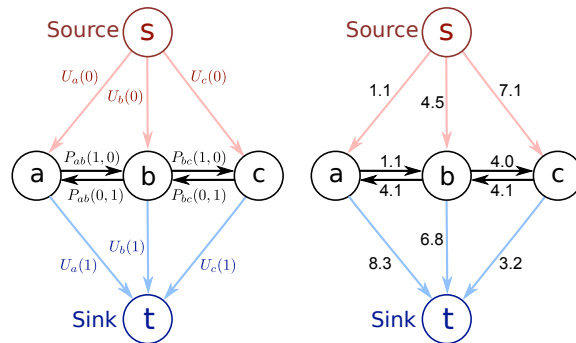 Source s
Source s
U_a(0)
U_b(0)
U_c(0)
1.1
4.5
7.1
a
P_ab(1, 0)
b
P_bc(1, 0)
c
P_ab(0, 1)
P_bc(0, 1)
a
1.1
b
4.0
c
4.1
4.1
U_a(1)
U_b(1)
U_c(1)
8.3
6.8
3.2
Sink t
Sink t